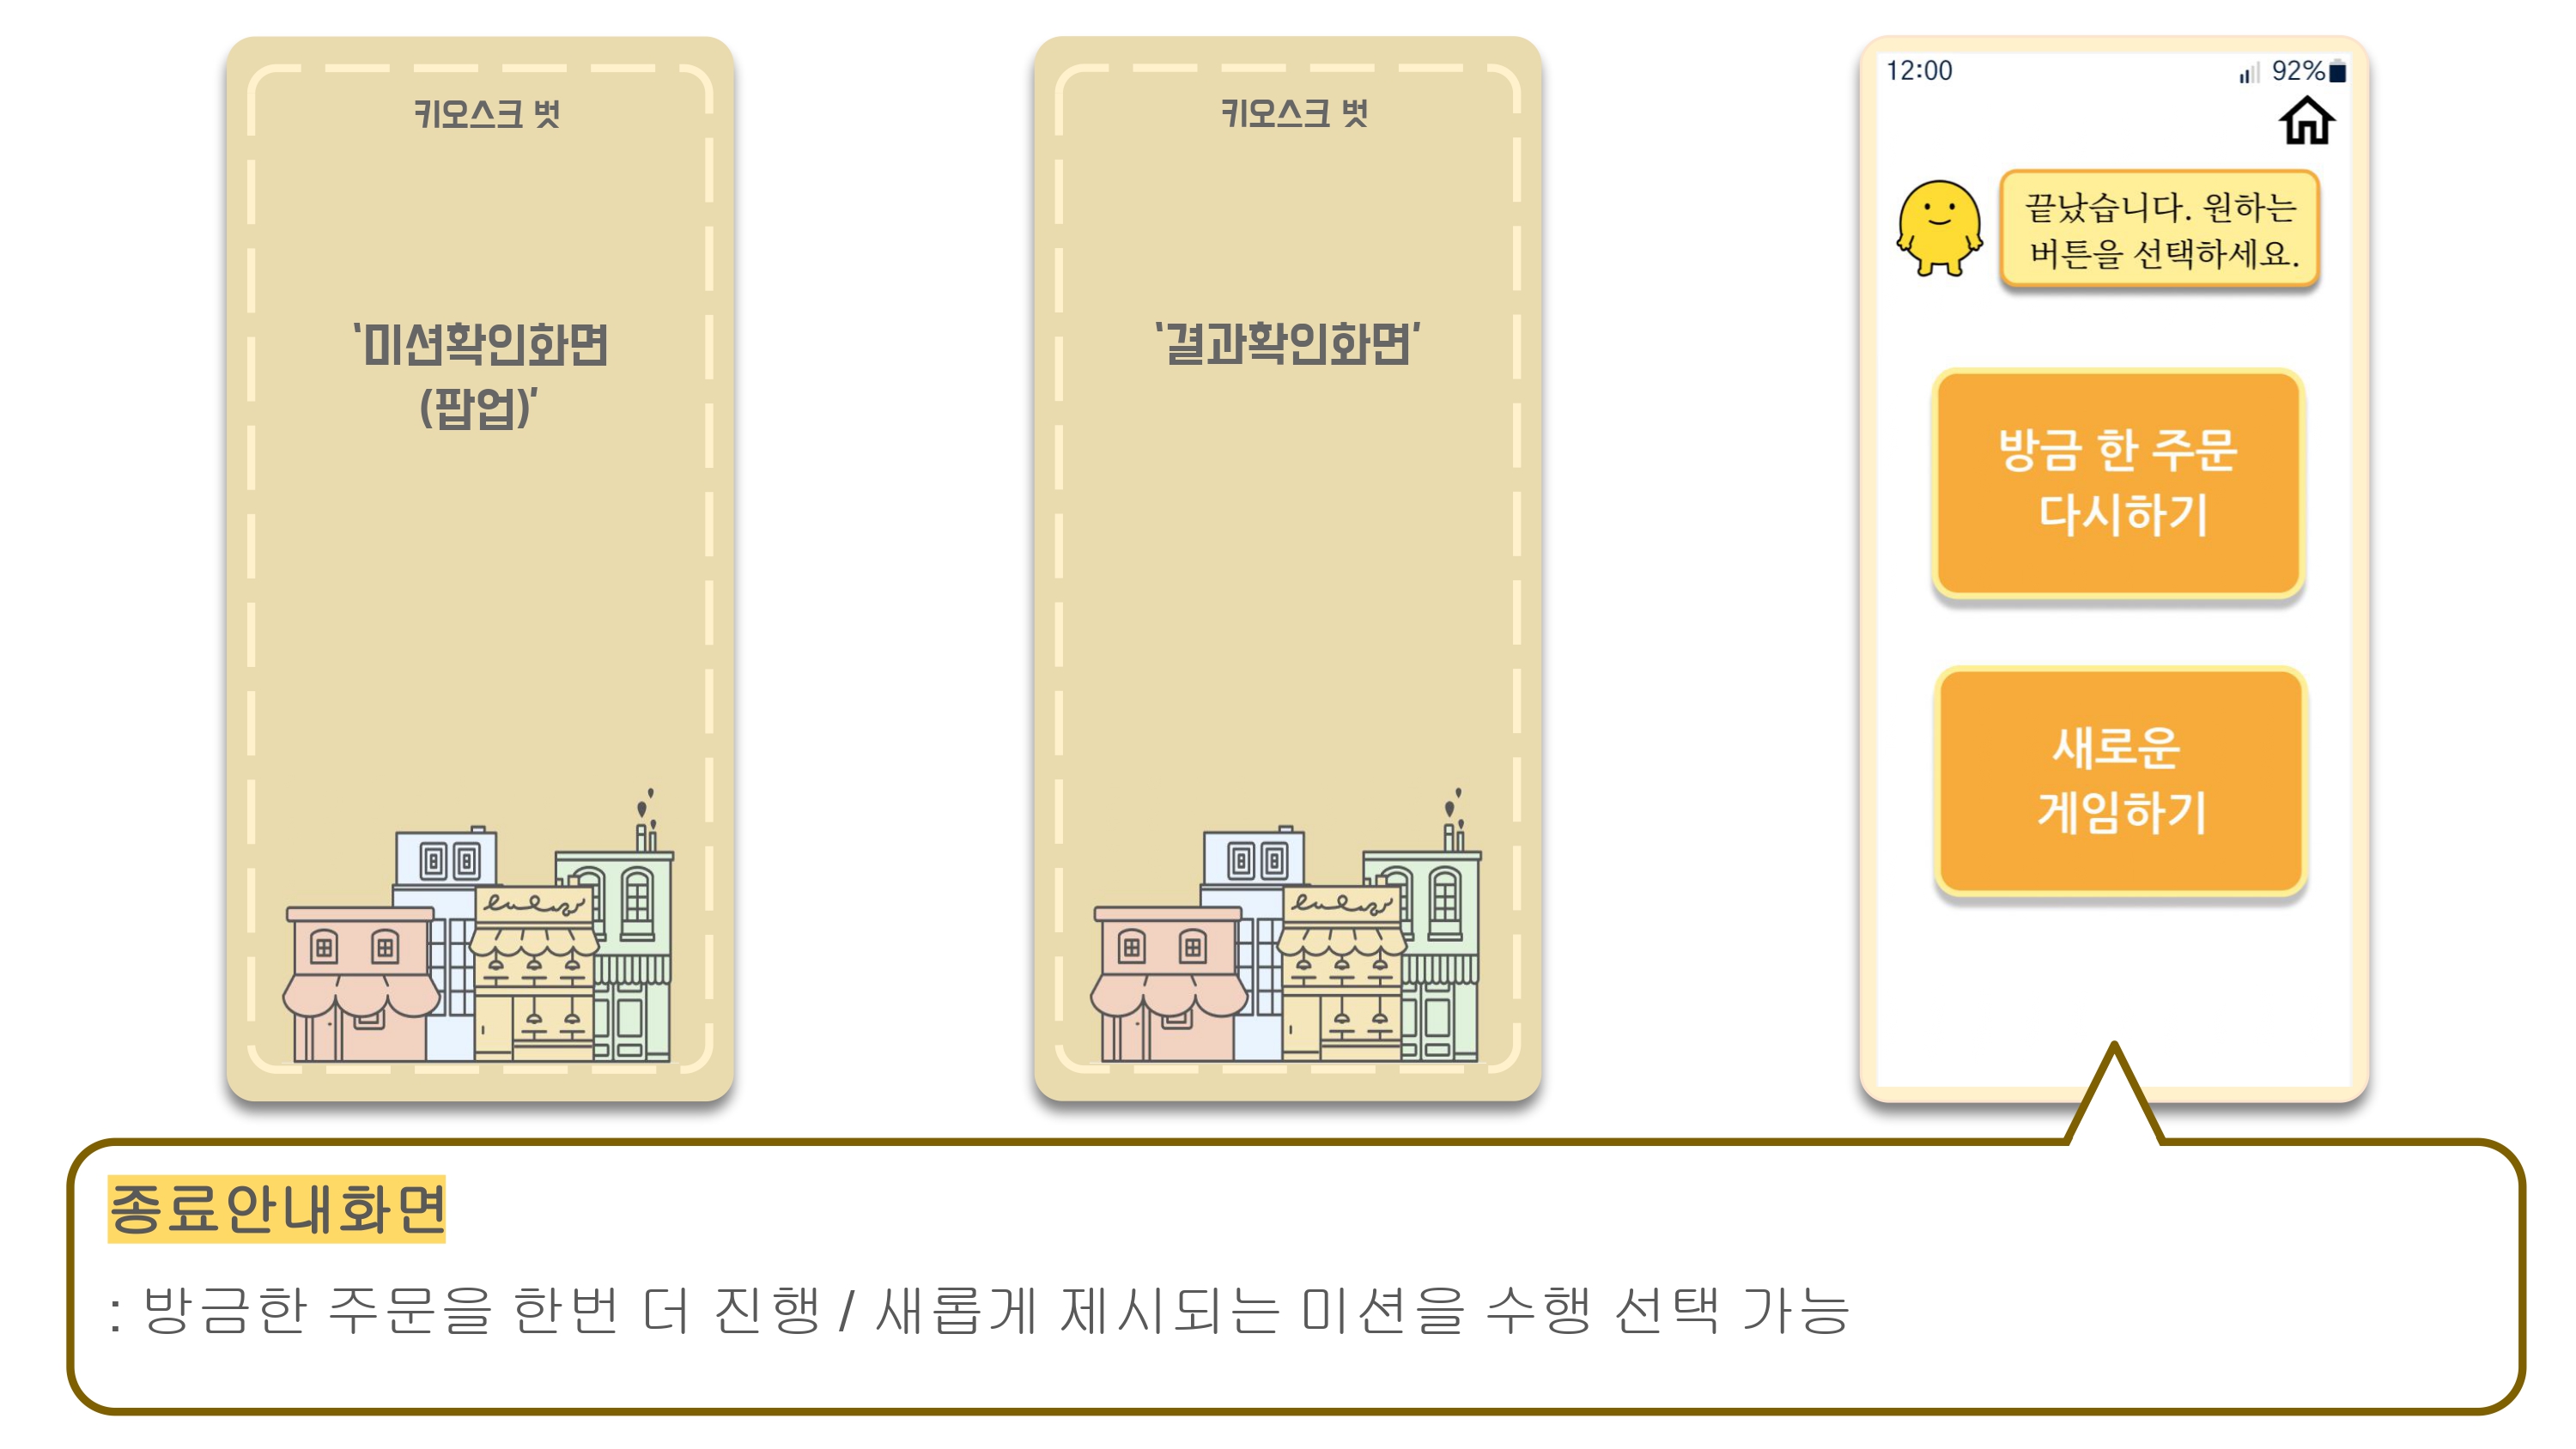 키오스크 벗
‘미션확인화면
(팝업)’
키오스크 벗
‘결과확인화면’
12:00
92%
끝났습니다. 원하는
버튼을 선택하세요.
방금 한 주문
다시하기
새로운
게임하기
종료안내화면
: 방금한 주문을 한번 더 진행 / 새롭게 제시되는 미션을 수행 선택 가능